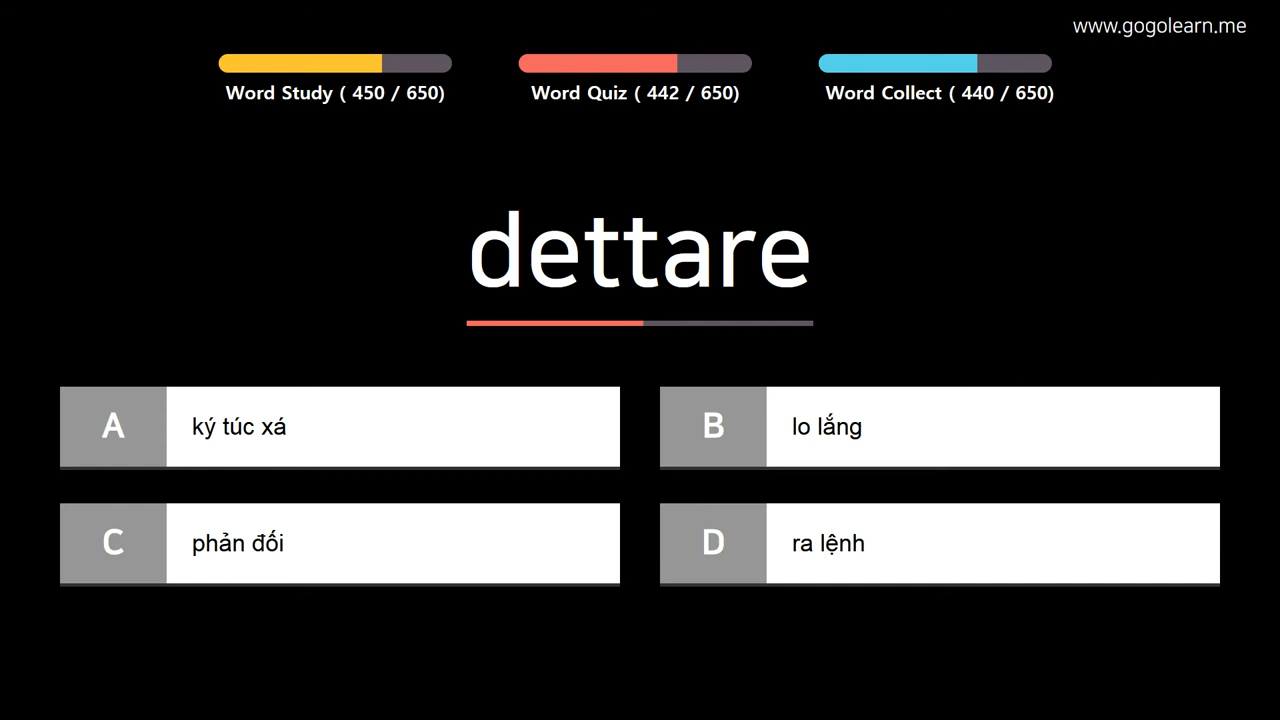 www.gogolearn.me
Word Study ( 450 / 650)
Word Quiz ( 442 / 650)
Word Collect ( 440 / 650)
dettare
A
ký túc xá
B
lo lắng
C
phản đối
D
ra lệnh